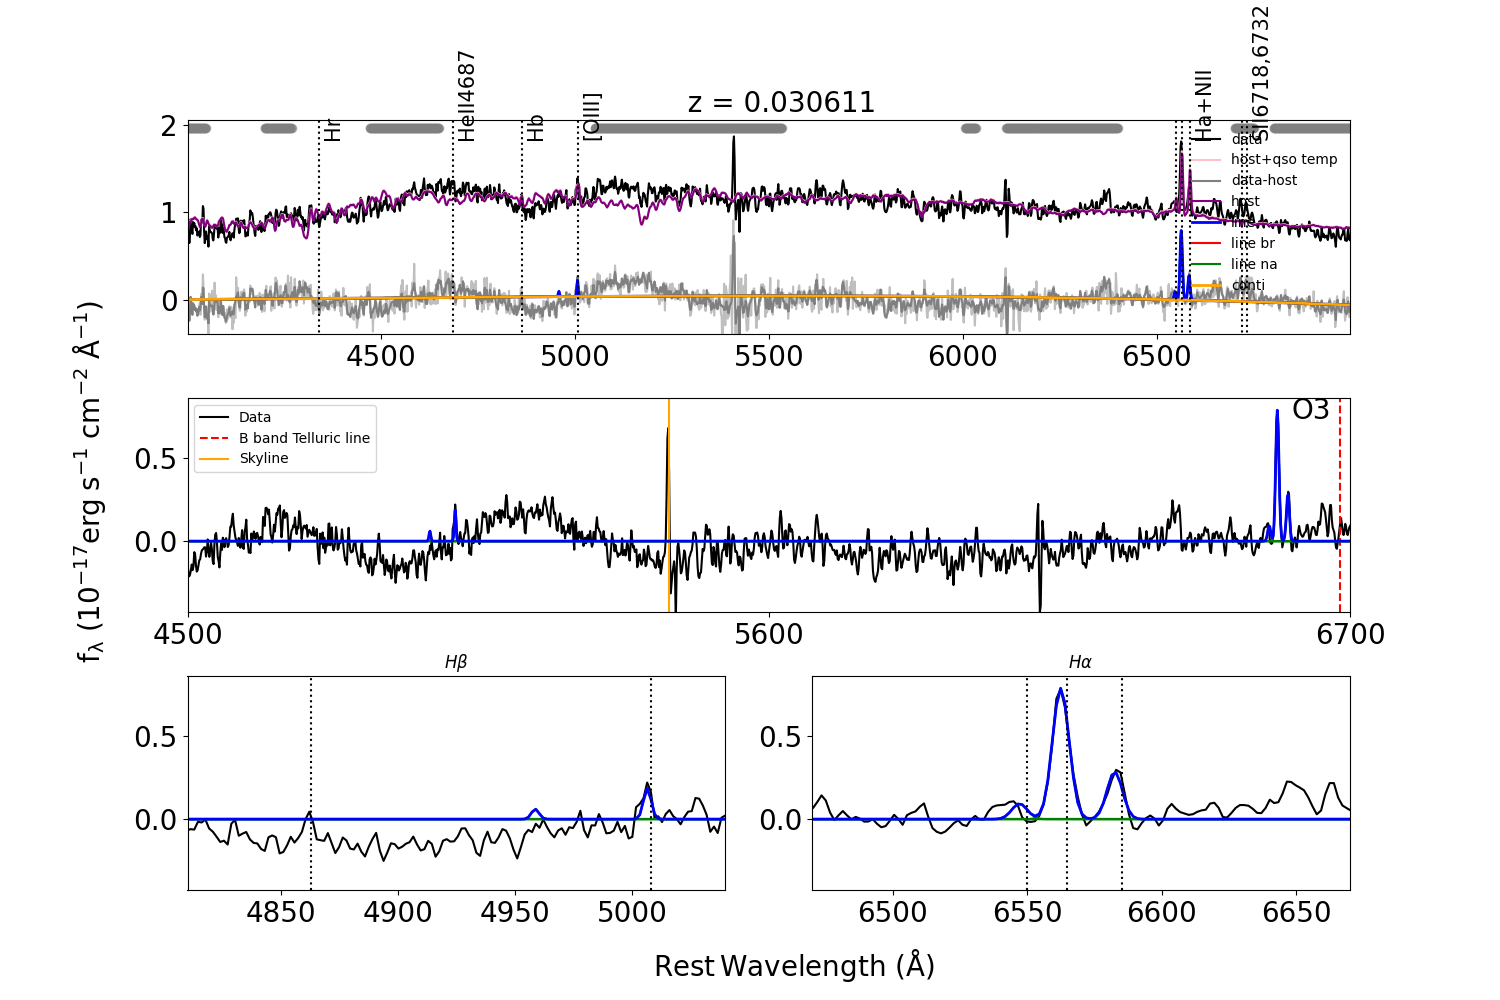 z = 0.030611
Hr
HeII4687
Hb
[OIII]
Ha+NII
SII6718,6732
2
1
0
data
host+qso temp
data-host
host
line
line br
line na
conti
4500 5000 5500 6000 6500
fλ (10⁻¹⁷erg s⁻¹ cm⁻² Å⁻¹)
0.5
0.0
Data
B band Telluric line
Skyline
O3
4500 5600 6700
Hβ
0.5
0.0
4850 4900 4950 5000
Hα
0.5
0.0
6500 6550 6600 6650
Rest Wavelength (Å)